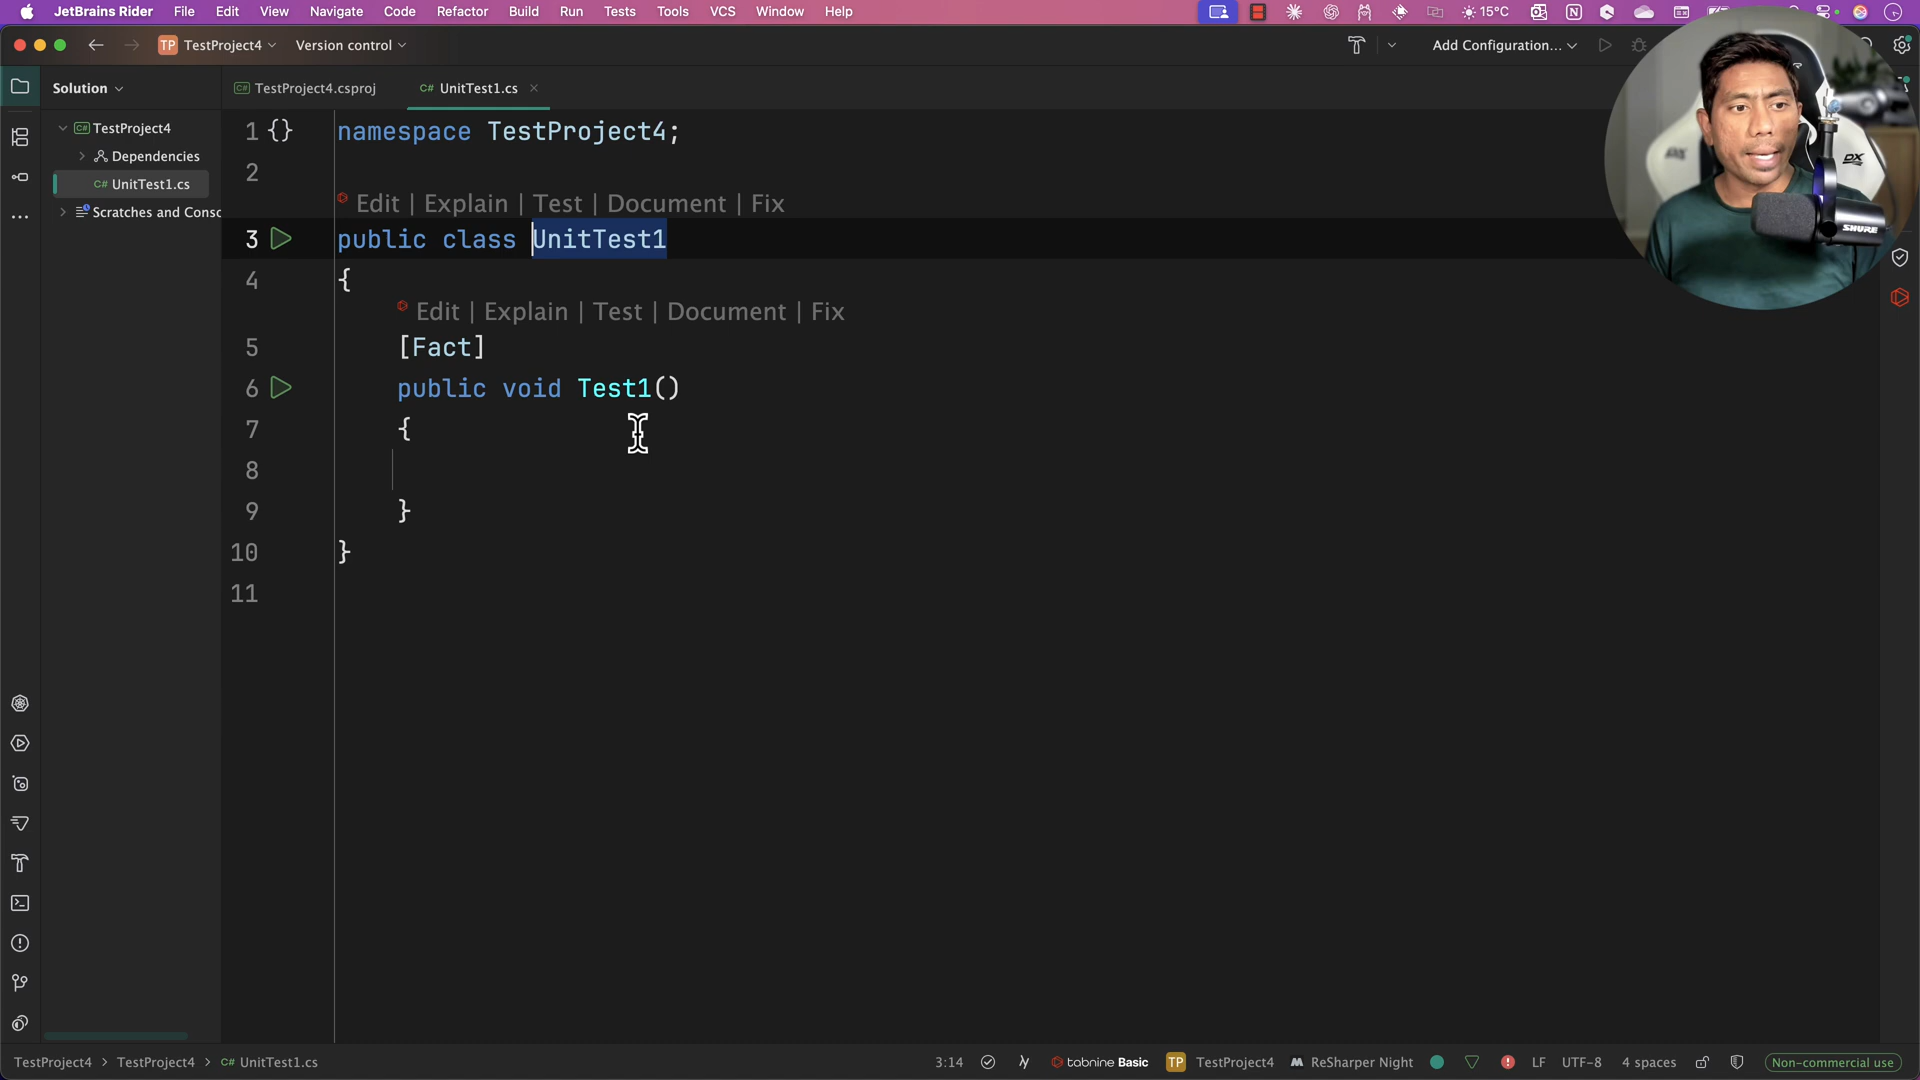 JetBrains Rider File Edit View Navigate Code Refactor Build Run Tests Tools VCS Window Help 15°C
TP TestProject4 Version control Add Configuration...
Solution
C# TestProject4.csproj C# UnitTest1.cs
C# TestProject4
Dependencies
C# UnitTest1.cs
Scratches and Conso
1 {} namespace TestProject4;
2
Edit | Explain | Test | Document | Fix
3 public class UnitTest1
4 {
Edit | Explain | Test | Document | Fix
5 [Fact]
6 public void Test1()
7 {
8
9 }
10 }
11
DX
SHURE
TestProject4 > TestProject4 > C# UnitTest1.cs 3:14 tabnine Basic TP TestProject4 ReSharper Night LF UTF-8 4 spaces Non-commercial use